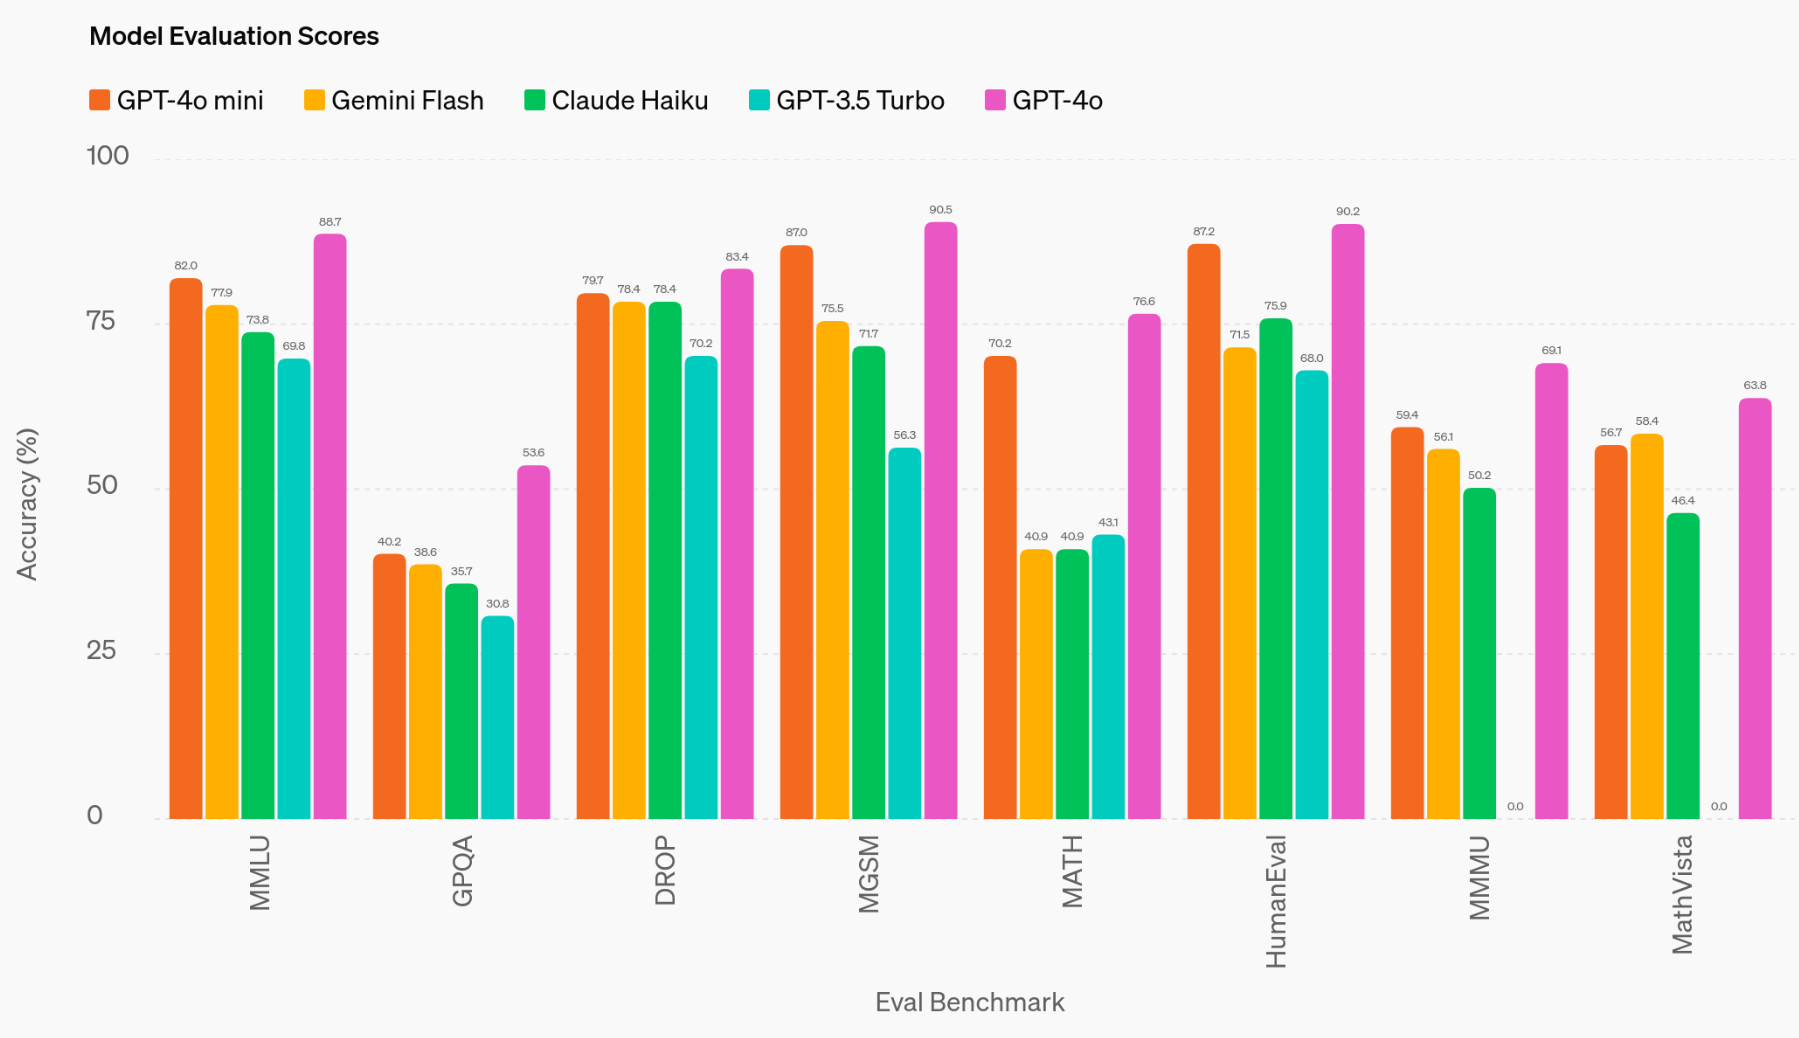 Model Evaluation Scores
GPT-4o mini Gemini Flash Claude Haiku GPT-3.5 Turbo GPT-4o
100
75
50
25
0
Accuracy (%)
82.0 77.9 73.8 69.8 88.7
40.2 38.6 35.7 30.8 53.6
79.7 78.4 78.4 70.2 83.4
87.0 75.5 71.7 56.3 90.5
70.2 40.9 40.9 43.1 76.6
87.2 71.5 75.9 68.0 90.2
59.4 56.1 50.2 0.0 69.1
56.7 58.4 46.4 0.0 63.8
MMLU
GPQA
DROP
MGSM
MATH
HumanEval
MMMU
MathVista
Eval Benchmark